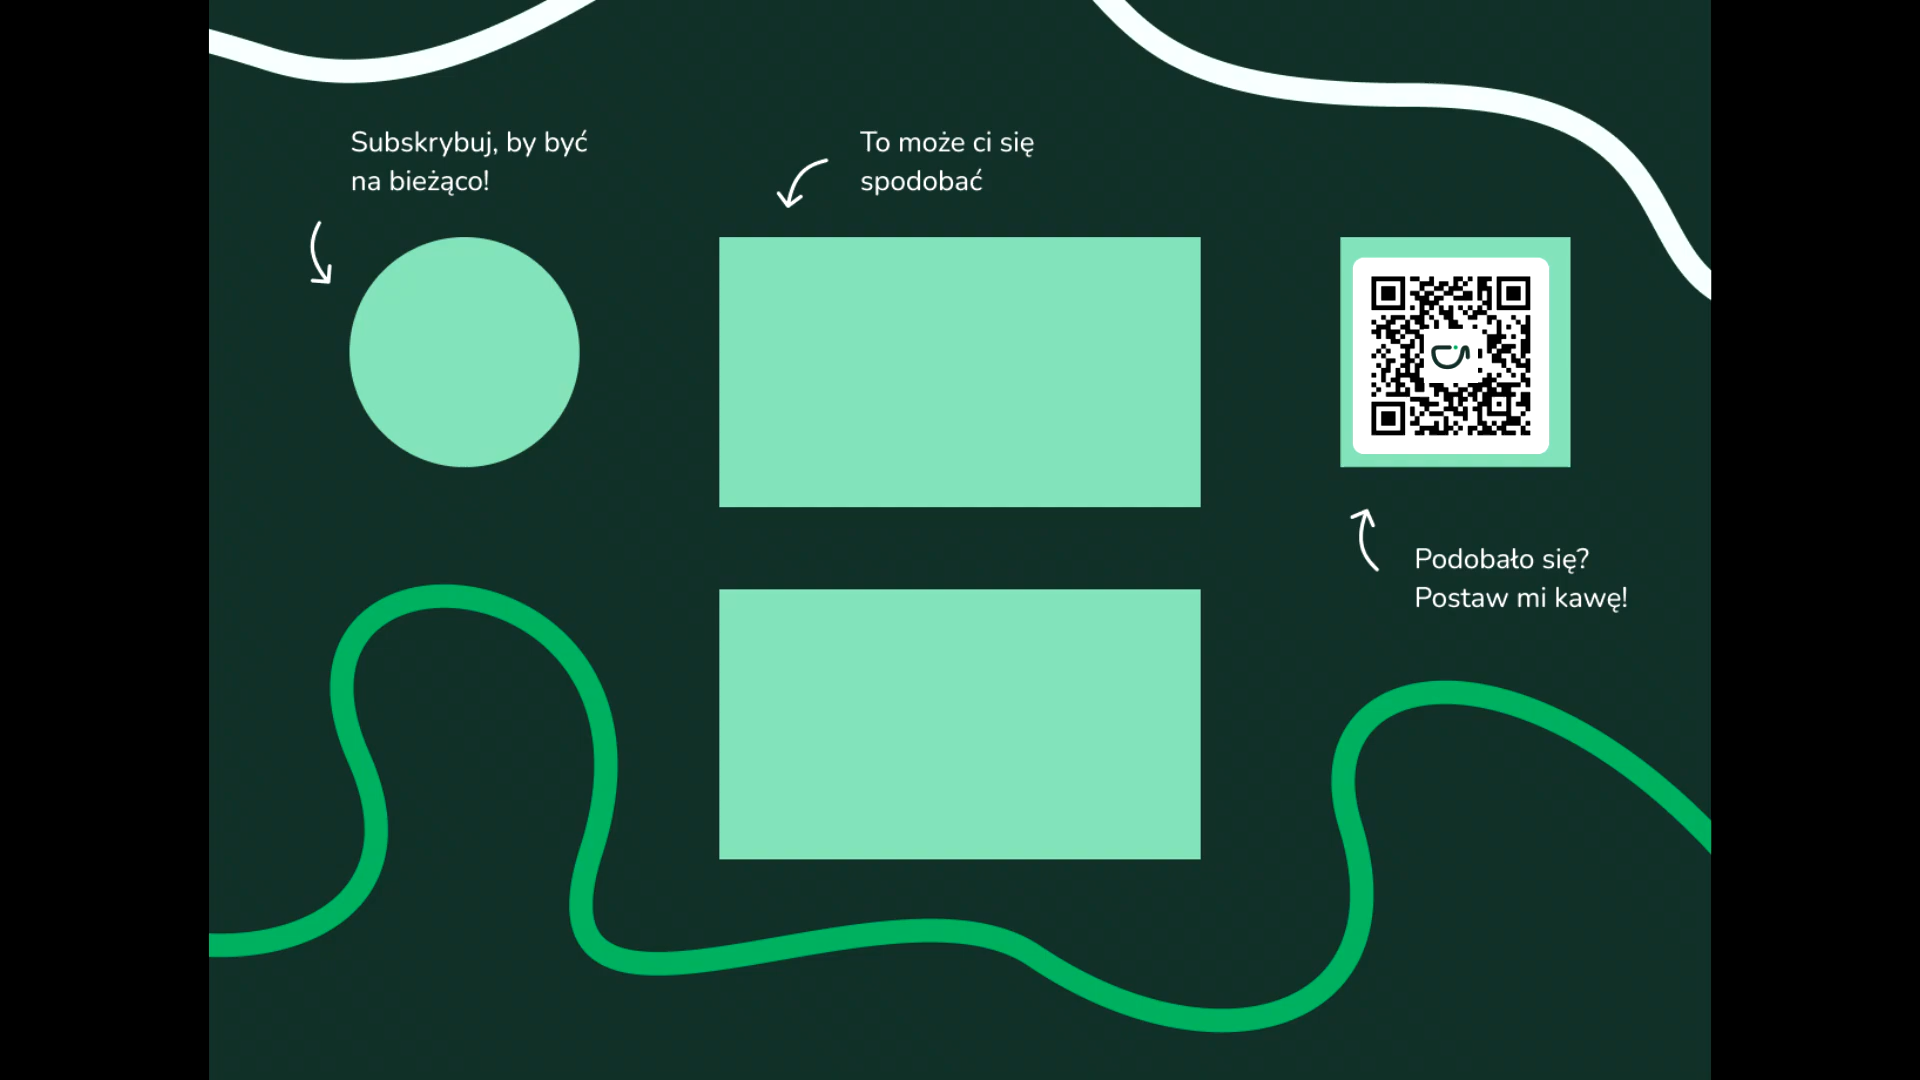 Subskrybuj, by być
na bieżąco!
To może ci się
spodobać
Podobało się?
Postaw mi kawę!